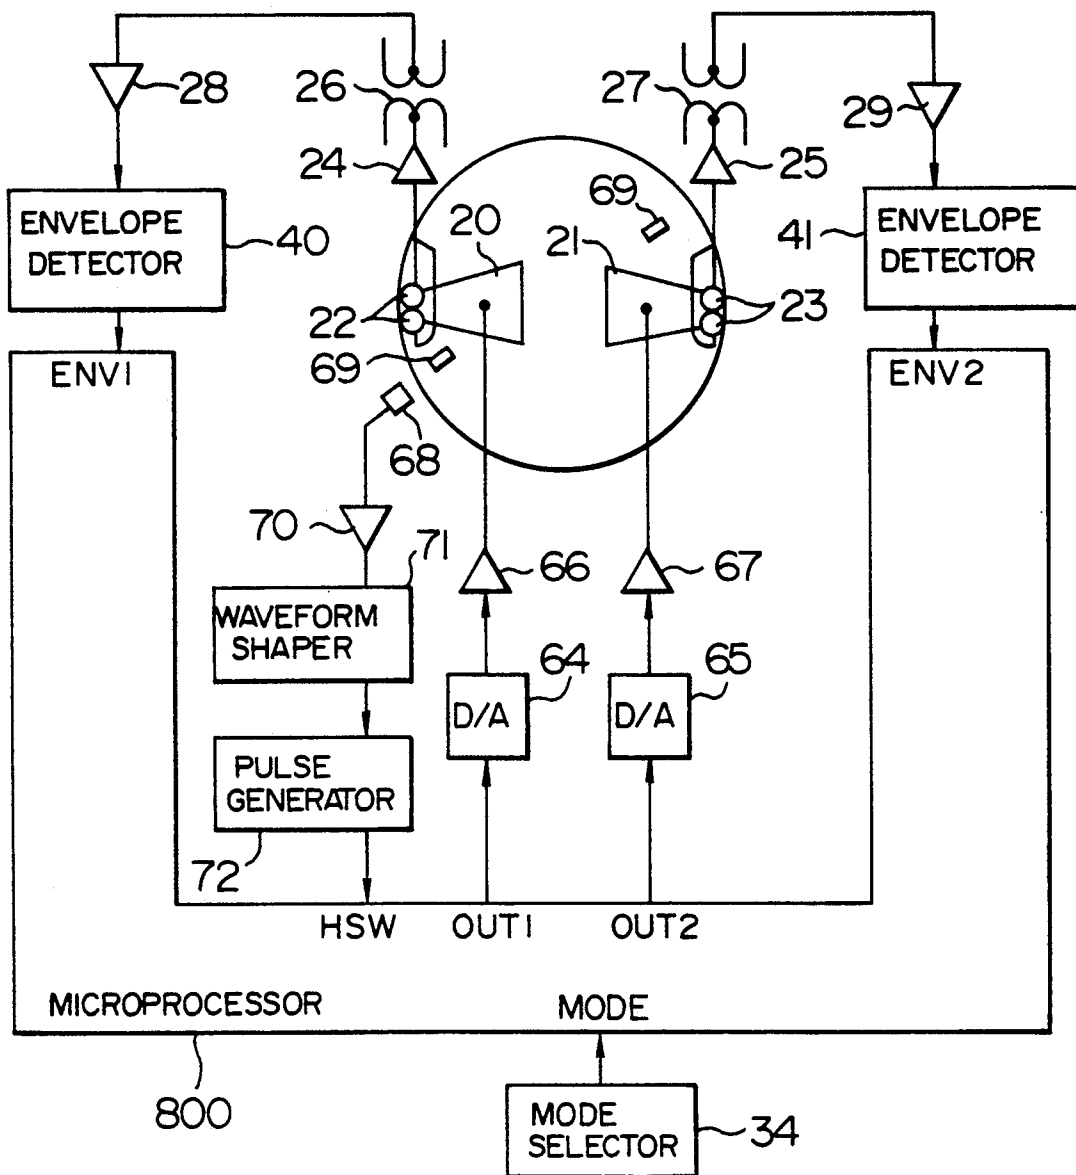 28
26
27
29
24
25
ENVELOPE
DETECTOR
40
20
69
21
41
ENVELOPE
DETECTOR
22
23
69
ENV1
ENV2
68
70
71
66
67
WAVEFORM
SHAPER
64
65
D/A
D/A
PULSE
GENERATOR
72
HSW
OUT1
OUT2
MICROPROCESSOR
MODE
800
MODE
SELECTOR
34